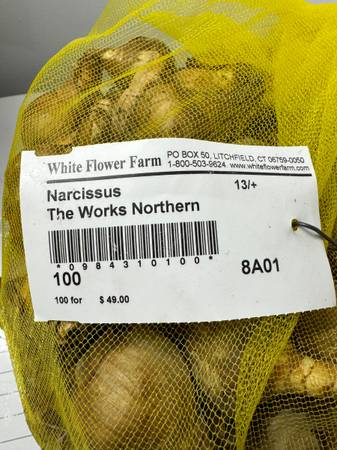 White Flower Farm PO BOX 50, LITCHFIELD, CT 06759-0050
1-800-503-9624 www.whiteflowerfarm.com
Narcissus 13/+
The Works Northern
*0984310100*
100 8A01
100 for $ 49.00